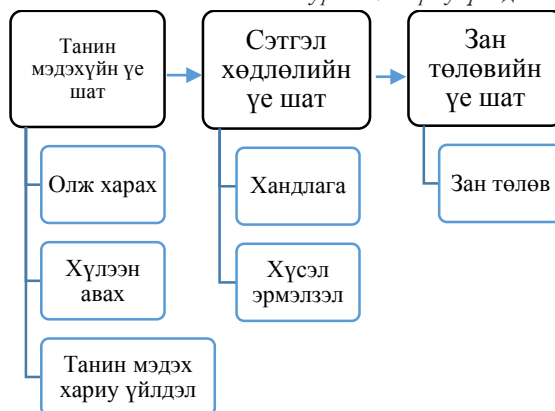 Танин
мэдэхүйн үе
шат
Сэтгэл
хөдлөлийн
үе шат
Зан
төлөвийн
үе шат
Олж харах
Хүлээн
авах
Танин мэдэх
хариу үйлдэл
Хандлага
Хүсэл
эрмэлзэл
Зан төлөв